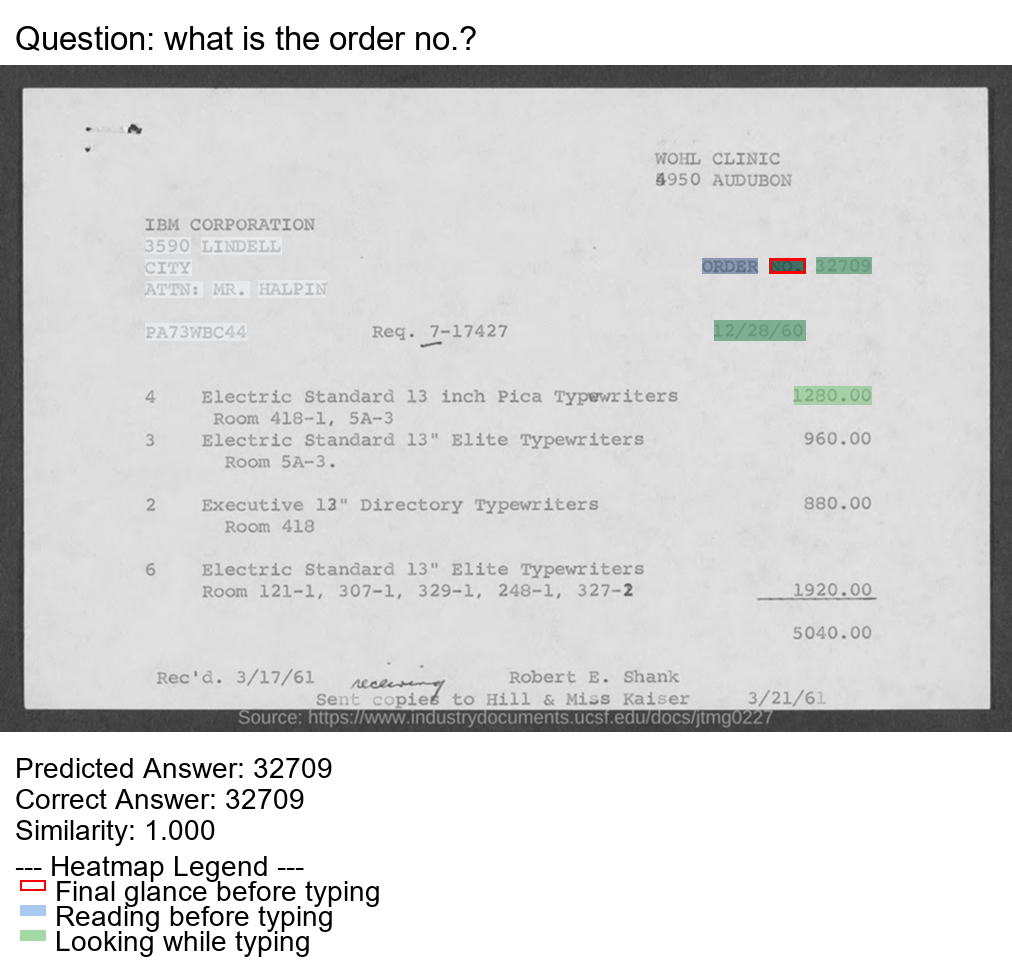 Question: what is the order no.?
WOHL CLINIC
4950 AUDUBON
IBM CORPORATION
3590 LINDELL
CITY
ATTN: MR. HALPIN
ORDER NO. 32709
PA73WBC44 Req. 7-17427 12/28/60
4 Electric Standard 13 inch Pica Typewriters 1280.00
Room 418-1, 5A-3
3 Electric Standard 13" Elite Typewriters 960.00
Room 5A-3.
2 Executive 13" Directory Typewriters 880.00
Room 418
6 Electric Standard 13" Elite Typewriters
Room 121-1, 307-1, 329-1, 248-1, 327-2 1920.00
5040.00
Rec'd. 3/17/61 receiving Robert E. Shank
Sent copies to Hill & Miss Kaiser 3/21/61
Source: https://www.industrydocuments.ucsf.edu/docs/jtmg0227
Predicted Answer: 32709
Correct Answer: 32709
Similarity: 1.000
--- Heatmap Legend ---
Final glance before typing
Reading before typing
Looking while typing